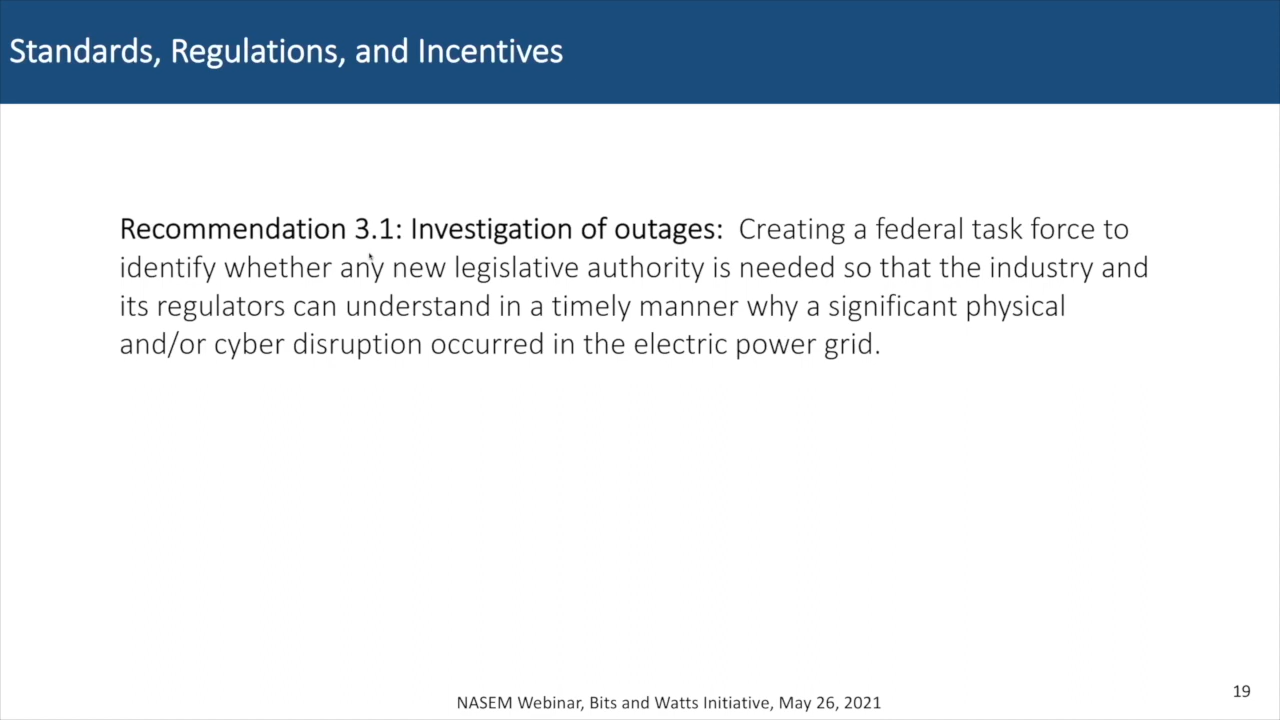 Standards, Regulations, and Incentives
Recommendation 3.1: Investigation of outages: Creating a federal task force to
identify whether any new legislative authority is needed so that the industry and
its regulators can understand in a timely manner why a significant physical
and/or cyber disruption occurred in the electric power grid.
NASEM Webinar, Bits and Watts Initiative, May 26, 2021
19